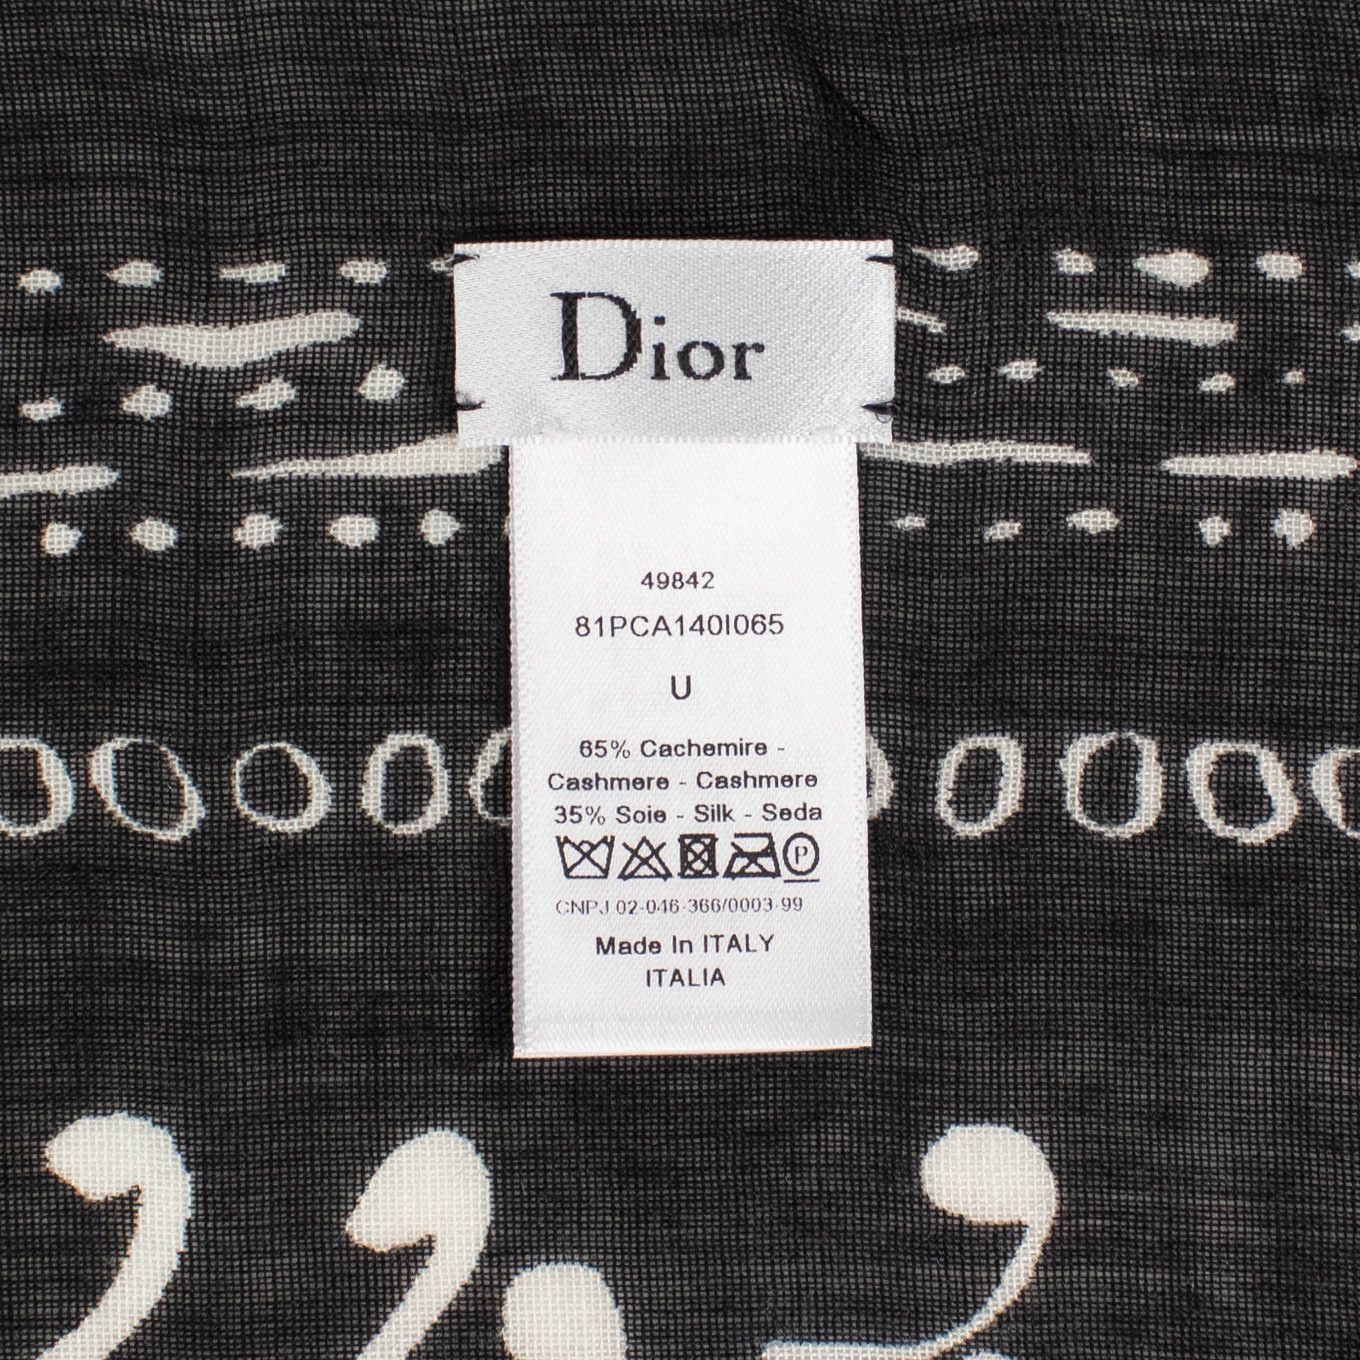 Dior
49842
81PCA140I065
U
65% Cachemire -
Cashmere - Cashmere
35% Soie - Silk - Seda
P
CNPJ 02-046-366/0003-99
Made In ITALY
ITALIA